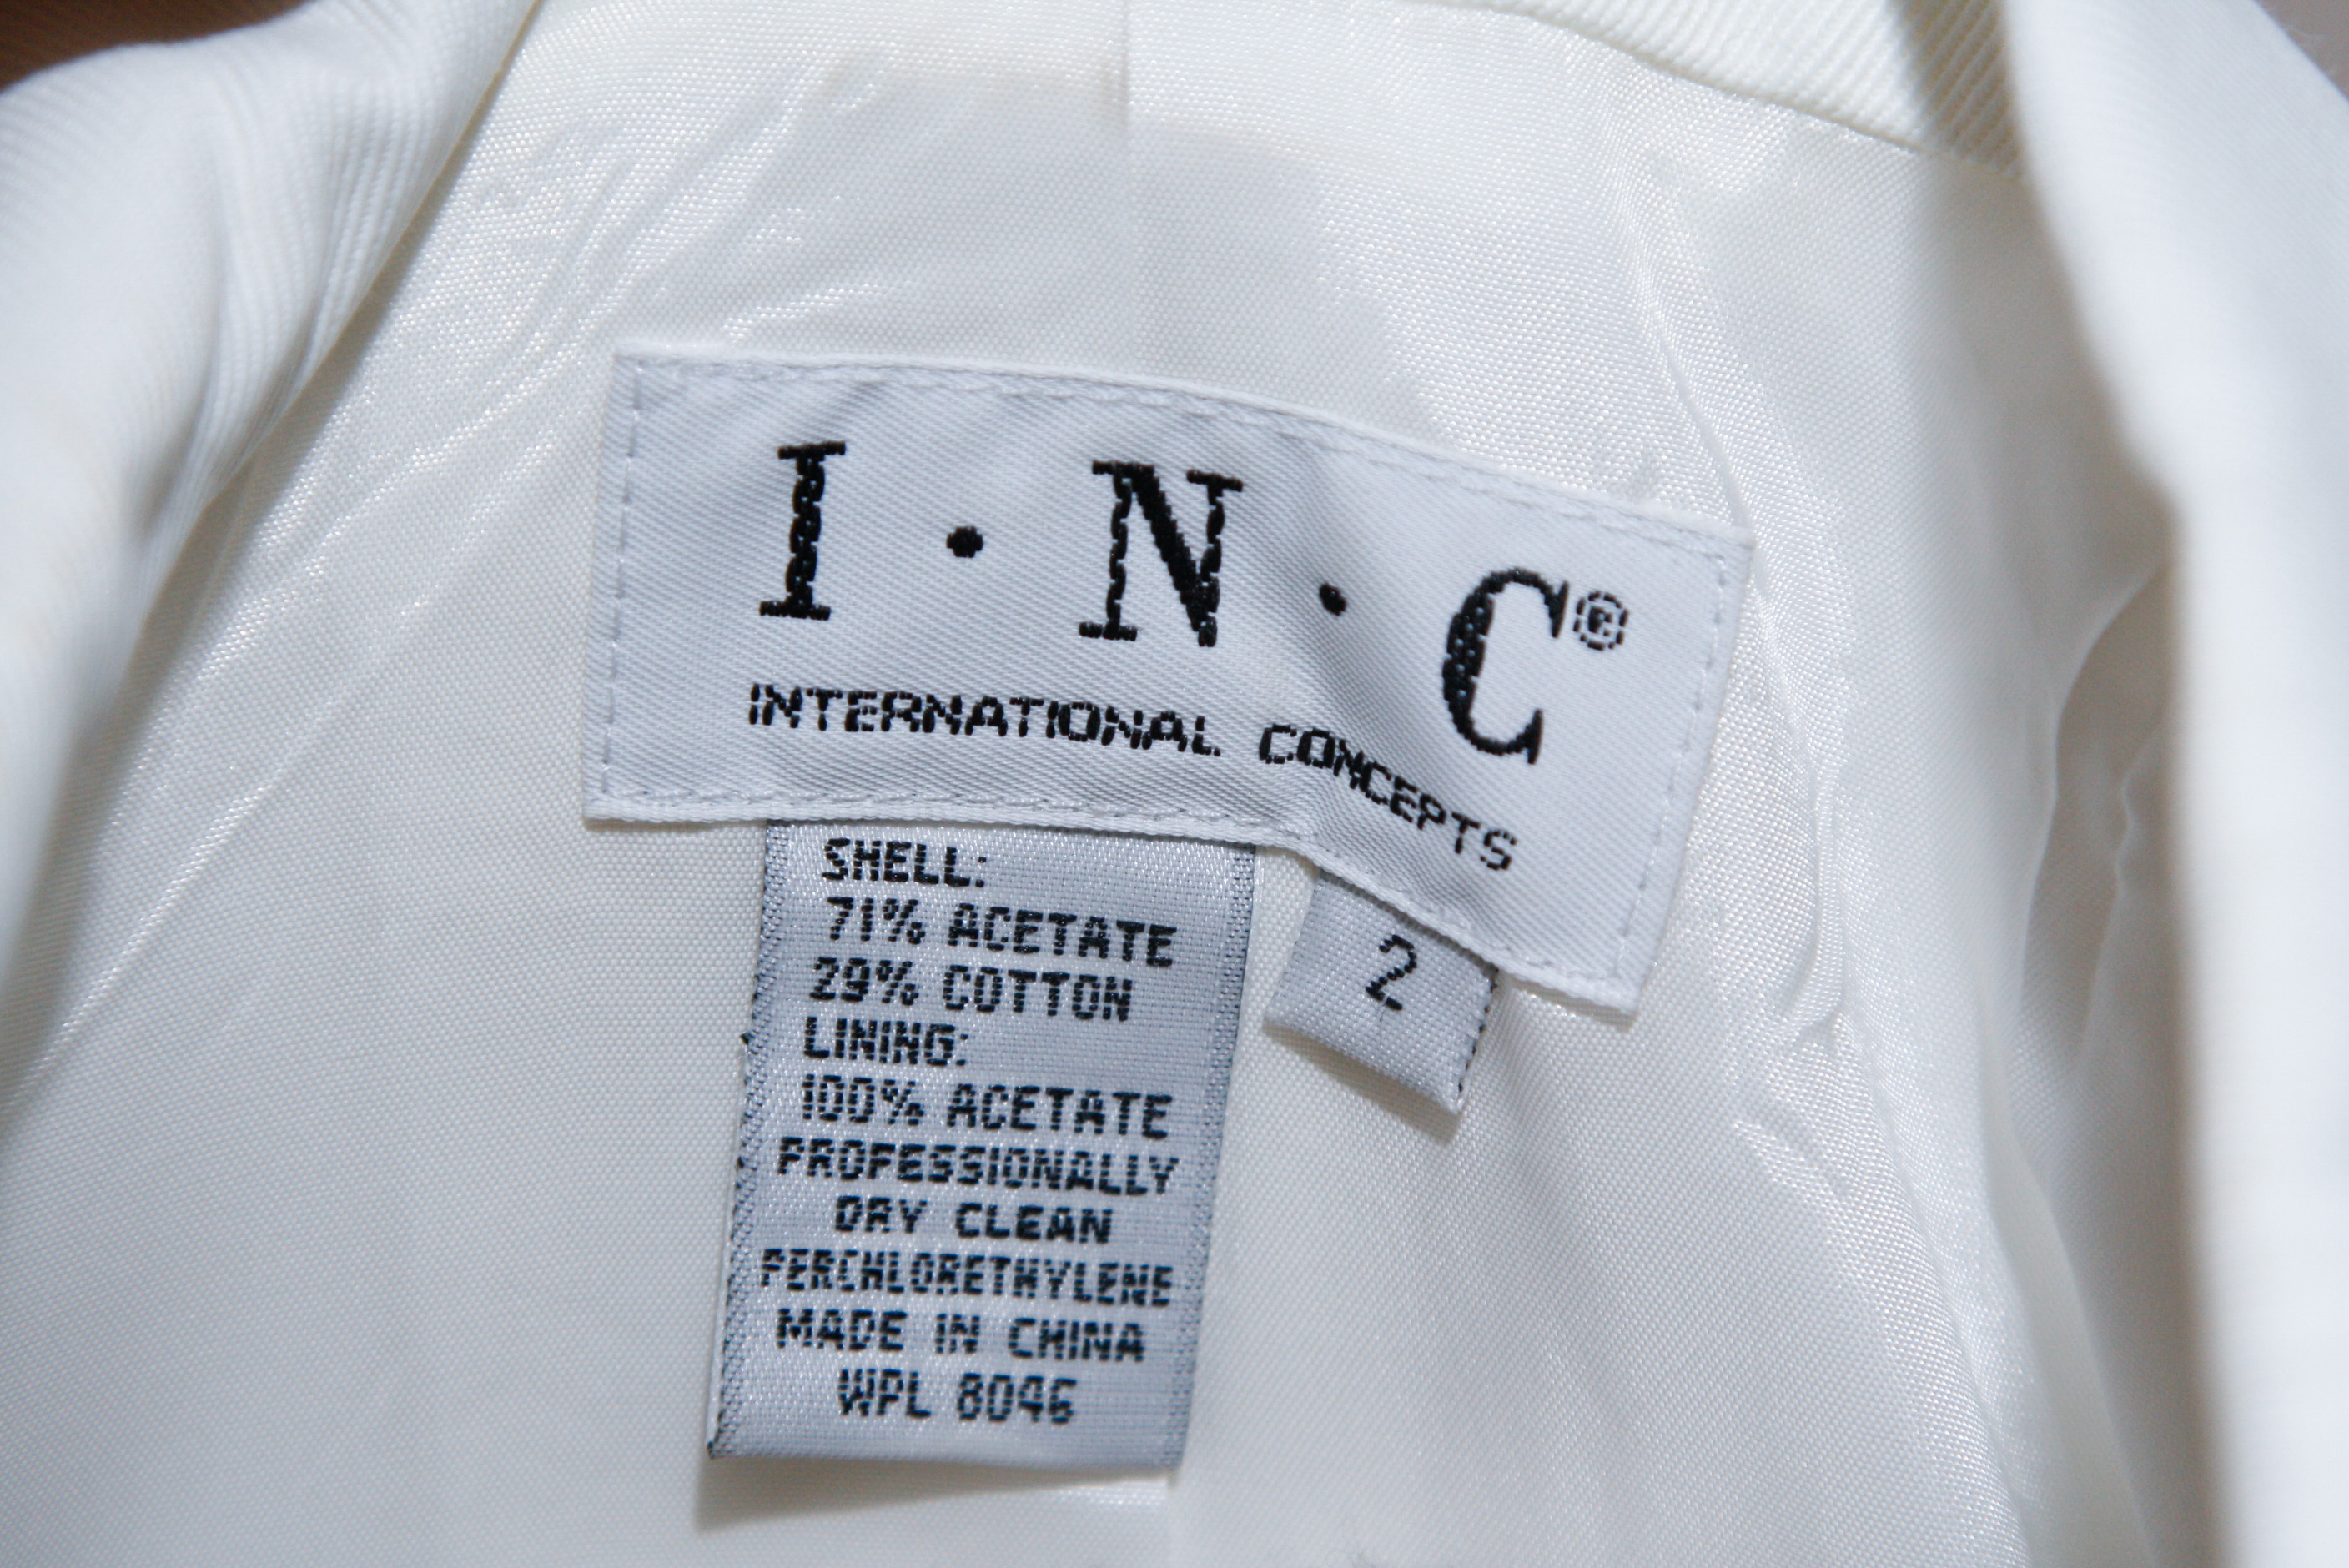 I · N · C®
INTERNATIONAL CONCEPTS
2
SHELL:
71% ACETATE
29% COTTON
LINING:
100% ACETATE
PROFESSIONALLY
DRY CLEAN
PERCHLORETHYLENE
MADE IN CHINA
WPL 8046